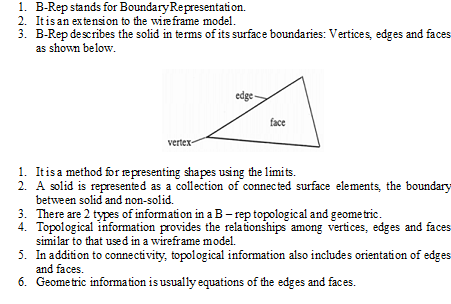 1. B-Rep stands for Boundary Representation.
2. It is an extension to the wireframe model.
3. B-Rep describes the solid in terms of its surface boundaries: Vertices, edges and faces
as shown below.
edge
face
vertex
1. It is a method for representing shapes using the limits.
2. A solid is represented as a collection of connected surface elements, the boundary
between solid and non-solid.
3. There are 2 types of information in a B – rep topological and geometric.
4. Topological information provides the relationships among vertices, edges and faces
similar to that used in a wireframe model.
5. In addition to connectivity, topological information also includes orientation of edges
and faces.
6. Geometric information is usually equations of the edges and faces.